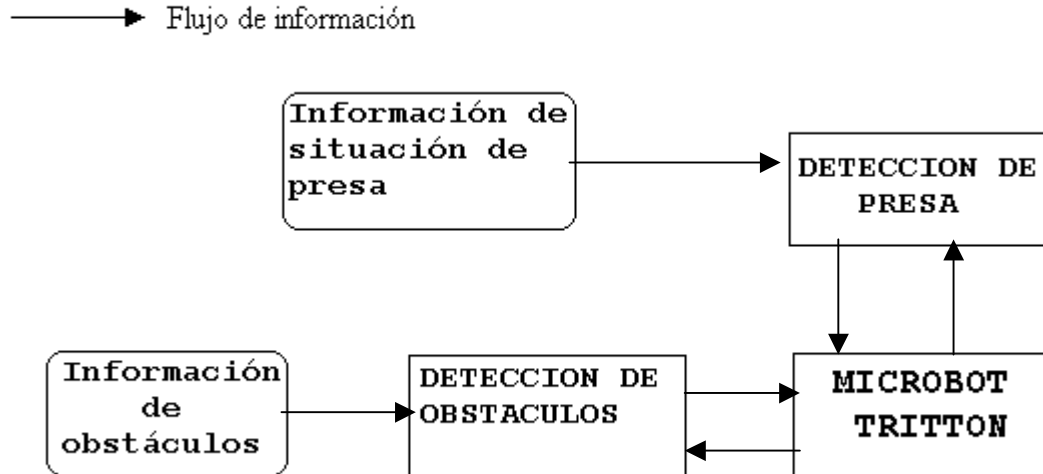 Flujo de información
Información de
situación de
presa
DETECCION DE
PRESA
Información
de
obstáculos
DETECCION DE
OBSTACULOS
MICROBOT
TRITTON